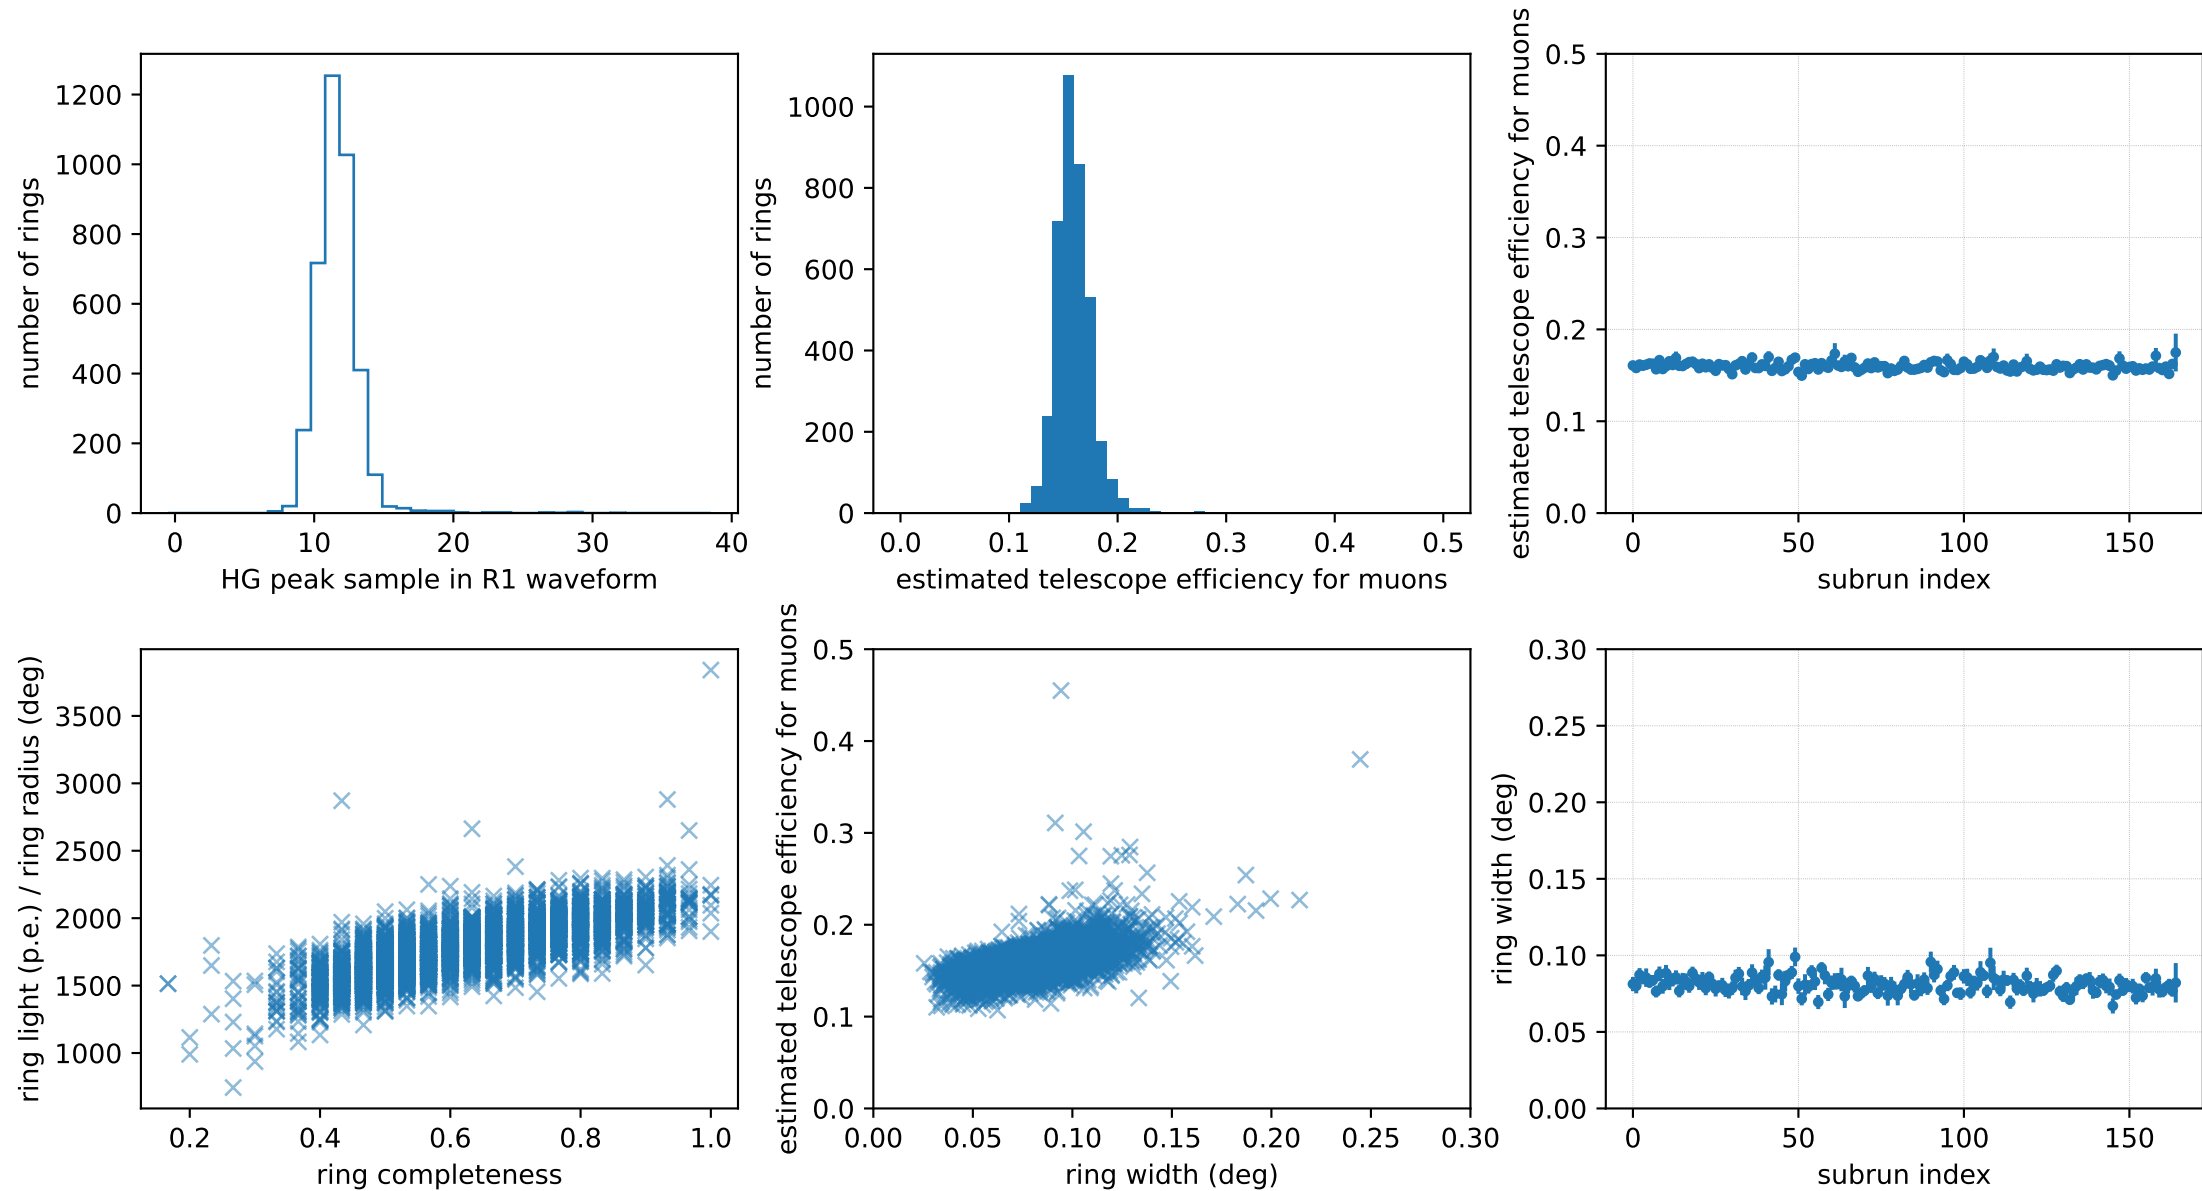 number of rings
1200
1000
800
600
400
200
0
0 10 20 30 40
HG peak sample in R1 waveform
number of rings
1000
800
600
400
200
0
0.0 0.1 0.2 0.3 0.4 0.5
estimated telescope efficiency for muons
estimated telescope efficiency for muons
0.5
0.4
0.3
0.2
0.1
0.0
0 50 100 150
subrun index
ring light (p.e.) / ring radius (deg)
3500
3000
2500
2000
1500
1000
0.2 0.4 0.6 0.8 1.0
ring completeness
estimated telescope efficiency for muons
0.5
0.4
0.3
0.2
0.1
0.0
0.00 0.05 0.10 0.15 0.20 0.25 0.30
ring width (deg)
ring width (deg)
0.30
0.25
0.20
0.15
0.10
0.05
0.00
0 50 100 150
subrun index